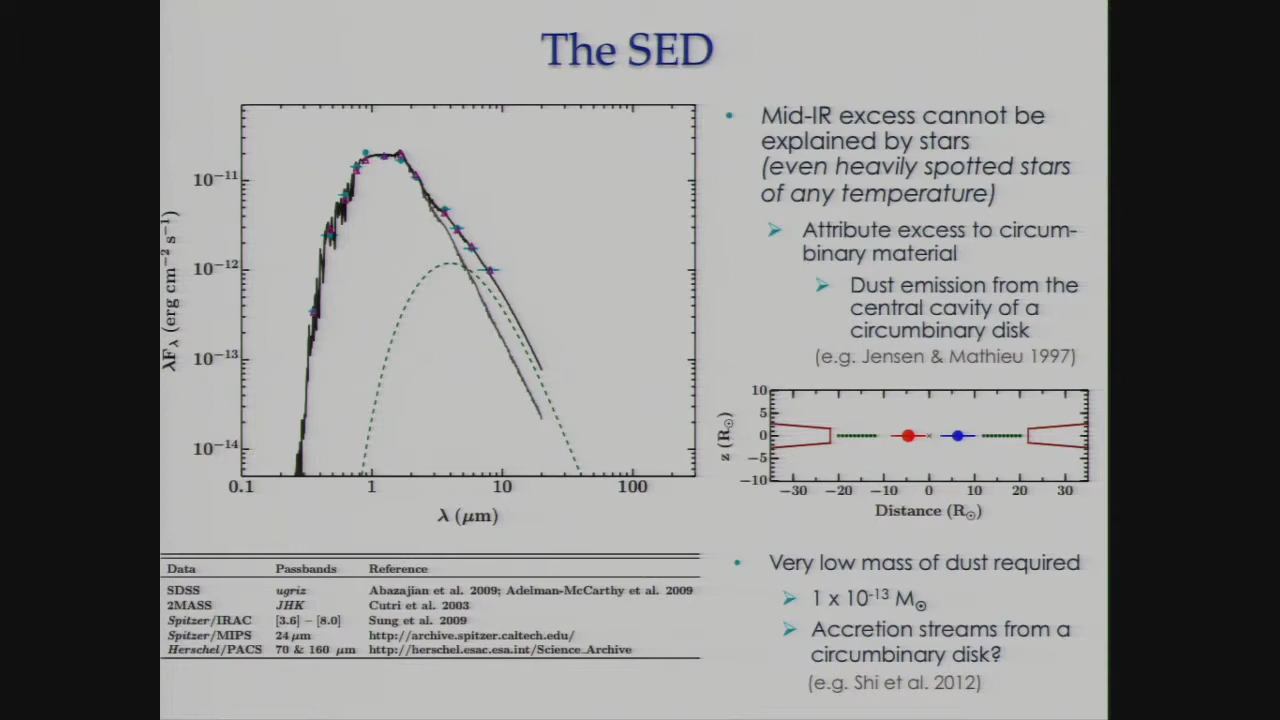 The SED
10⁻¹¹
10⁻¹²
10⁻¹³
10⁻¹⁴
λFλ (erg cm⁻² s⁻¹)
0.1 1 10 100
λ (μm)
• Mid-IR excess cannot be
explained by stars
(even heavily spotted stars
of any temperature)
➢ Attribute excess to circum-
binary material
➢ Dust emission from the
central cavity of a
circumbinary disk
(e.g. Jensen & Mathieu 1997)
10
5
0
−5
−10
z (R☉)
−30 −20 −10 0 10 20 30
Distance (R☉)
Data Passbands Reference
SDSS ugriz Abazajian et al. 2009; Adelman-McCarthy et al. 2009
2MASS JHK Cutri et al. 2003
Spitzer/IRAC [3.6] − [8.0] Sung et al. 2009
Spitzer/MIPS 24 μm http://archive.spitzer.caltech.edu/
Herschel/PACS 70 & 160 μm http://herschel.esac.esa.int/Science_Archive
• Very low mass of dust required
➢ 1 x 10⁻¹³ M☉
➢ Accretion streams from a
circumbinary disk?
(e.g. Shi et al. 2012)